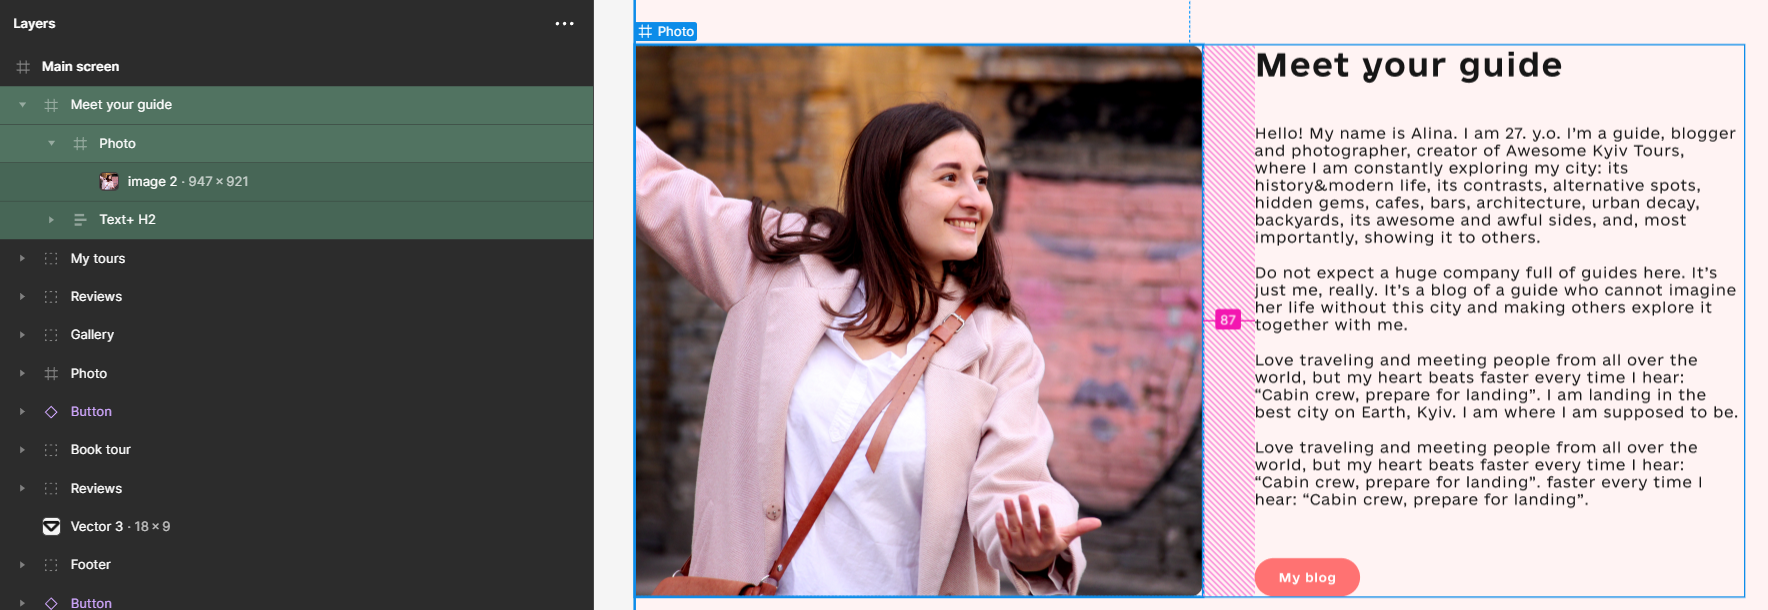 Layers
Main screen
Meet your guide
Photo
image 2 · 947 × 921
Text+ H2
My tours
Reviews
Gallery
Photo
Button
Book tour
Reviews
Vector 3 · 18 × 9
Footer
Button
Photo
87
Meet your guide
Hello! My name is Alina. I am 27. y.o. I’m a guide, blogger
and photographer, creator of Awesome Kyiv Tours,
where I am constantly exploring my city: its
history&modern life, its contrasts, alternative spots,
hidden gems, cafes, bars, architecture, urban decay,
backyards, its awesome and awful sides, and, most
importantly, showing it to others.
Do not expect a huge company full of guides here. It’s
just me, really. It’s a blog of a guide who cannot imagine
her life without this city and making others explore it
together with me.
Love traveling and meeting people from all over the
world, but my heart beats faster every time I hear:
“Cabin crew, prepare for landing”. I am landing in the
best city on Earth, Kyiv. I am where I am supposed to be.
Love traveling and meeting people from all over the
world, but my heart beats faster every time I hear:
“Cabin crew, prepare for landing”. faster every time I
hear: “Cabin crew, prepare for landing”.
My blog